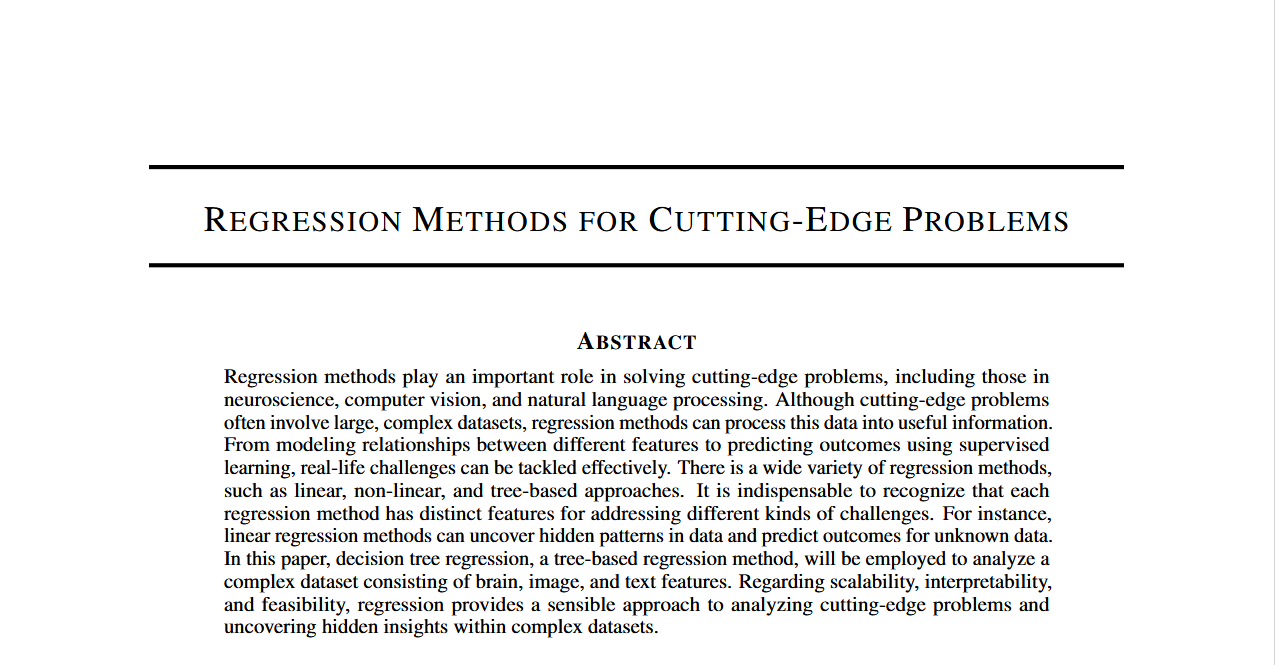 REGRESSION METHODS FOR CUTTING-EDGE PROBLEMS
ABSTRACT
Regression methods play an important role in solving cutting-edge problems, including those in
neuroscience, computer vision, and natural language processing. Although cutting-edge problems
often involve large, complex datasets, regression methods can process this data into useful information.
From modeling relationships between different features to predicting outcomes using supervised
learning, real-life challenges can be tackled effectively. There is a wide variety of regression methods,
such as linear, non-linear, and tree-based approaches. It is indispensable to recognize that each
regression method has distinct features for addressing different kinds of challenges. For instance,
linear regression methods can uncover hidden patterns in data and predict outcomes for unknown data.
In this paper, decision tree regression, a tree-based regression method, will be employed to analyze a
complex dataset consisting of brain, image, and text features. Regarding scalability, interpretability,
and feasibility, regression provides a sensible approach to analyzing cutting-edge problems and
uncovering hidden insights within complex datasets.